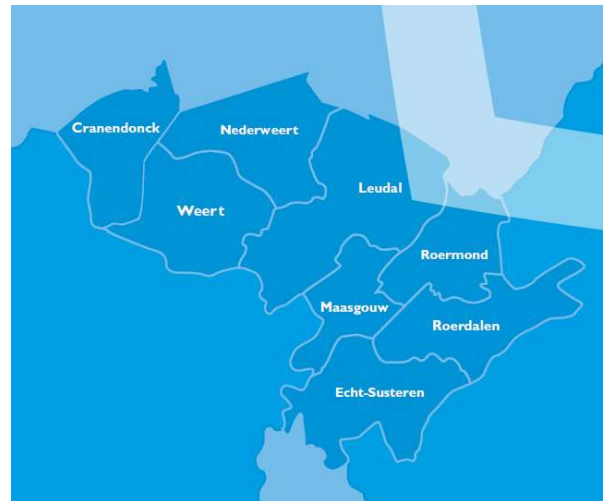 Cranendonck
Nederweert
Leudal
Weert
Roermond
Maasgouw
Roerdalen
Echt-Susteren